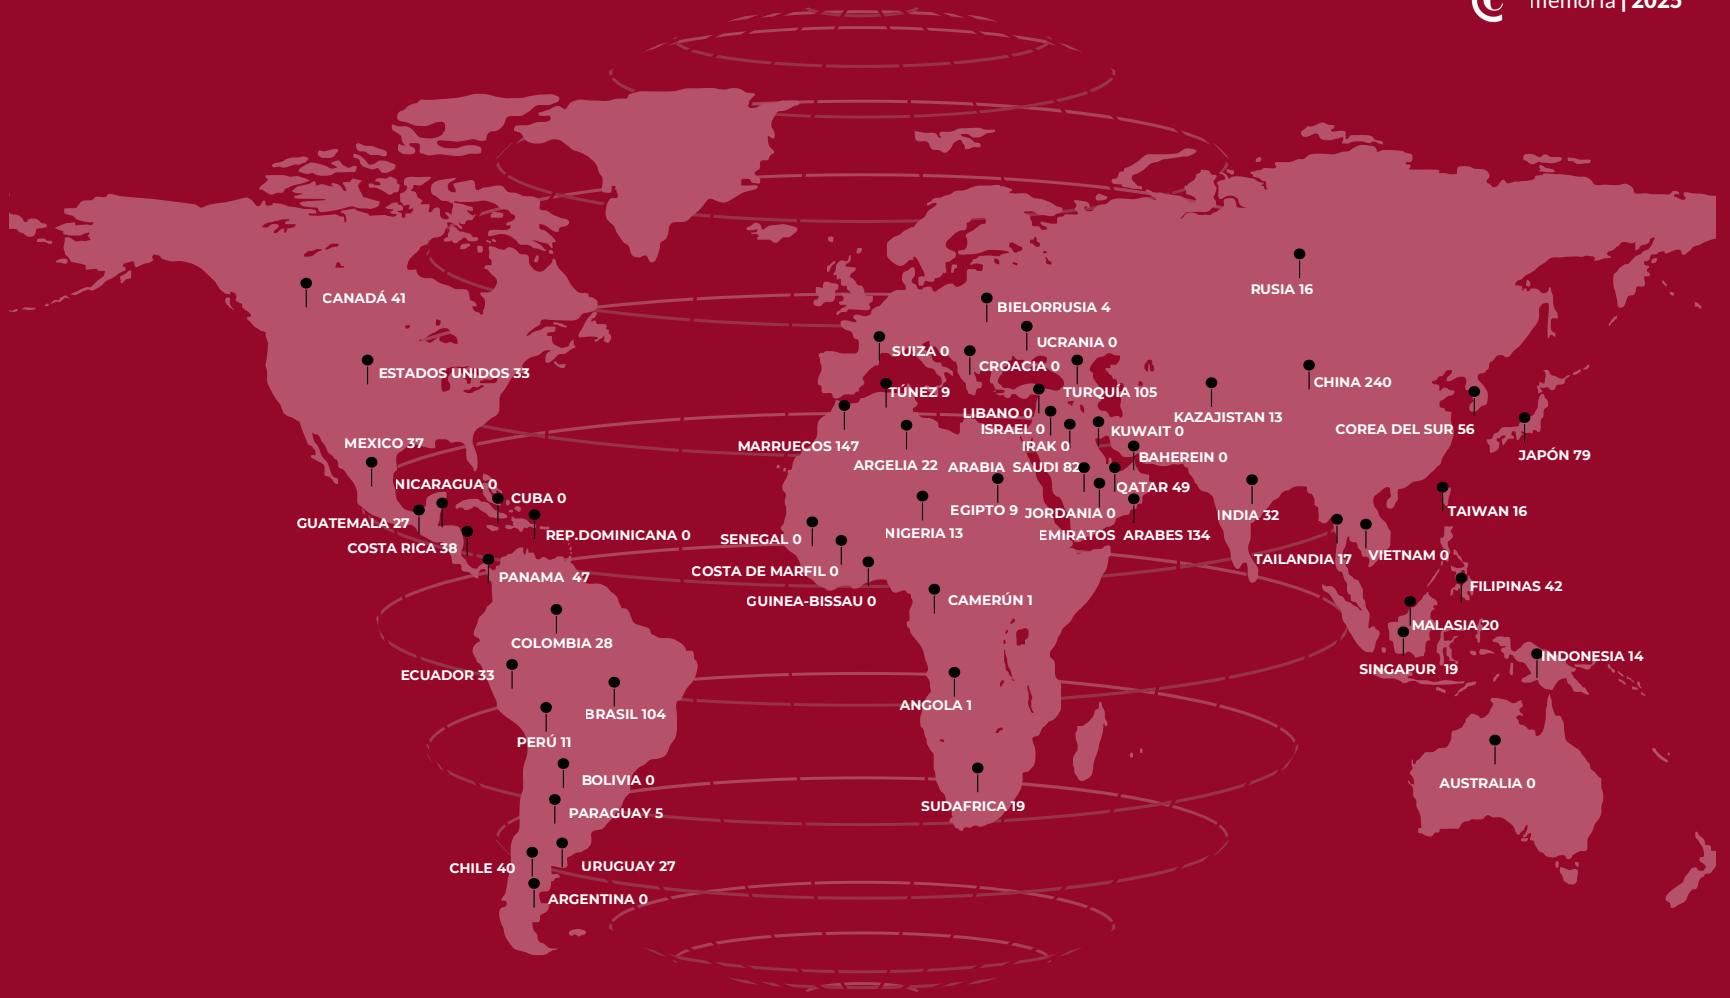 memoria | 2025
RUSIA 16
CANADÁ 41
BIELORRUSIA 4
UCRANIA 0
SUIZA 0
CROACIA 0
ESTADOS UNIDOS 33
CHINA 240
TÚNEZ 9
TURQUÍA 105
LIBANO 0
KAZAJISTAN 13
ISRAEL 0
KUWAIT 0
COREA DEL SUR 56
MEXICO 37
MARRUECOS 147
IRAK 0
JAPÓN 79
BAHEREIN 0
ARGELIA 22
ARABIA SAUDI 82
NICARAGUA 0
QATAR 49
CUBA 0
EGIPTO 9
JORDANIA 0
INDIA 32
TAIWAN 16
GUATEMALA 27
REP.DOMINICANA 0
SENEGAL 0
NIGERIA 13
EMIRATOS ARABES 134
COSTA RICA 38
TAILANDIA 17
VIETNAM 0
PANAMA 47
COSTA DE MARFIL 0
FILIPINAS 42
GUINEA-BISSAU 0
CAMERÚN 1
MALASIA 20
COLOMBIA 28
INDONESIA 14
SINGAPUR 19
ECUADOR 33
ANGOLA 1
BRASIL 104
PERÚ 11
BOLIVIA 0
AUSTRALIA 0
SUDAFRICA 19
PARAGUAY 5
CHILE 40
URUGUAY 27
ARGENTINA 0